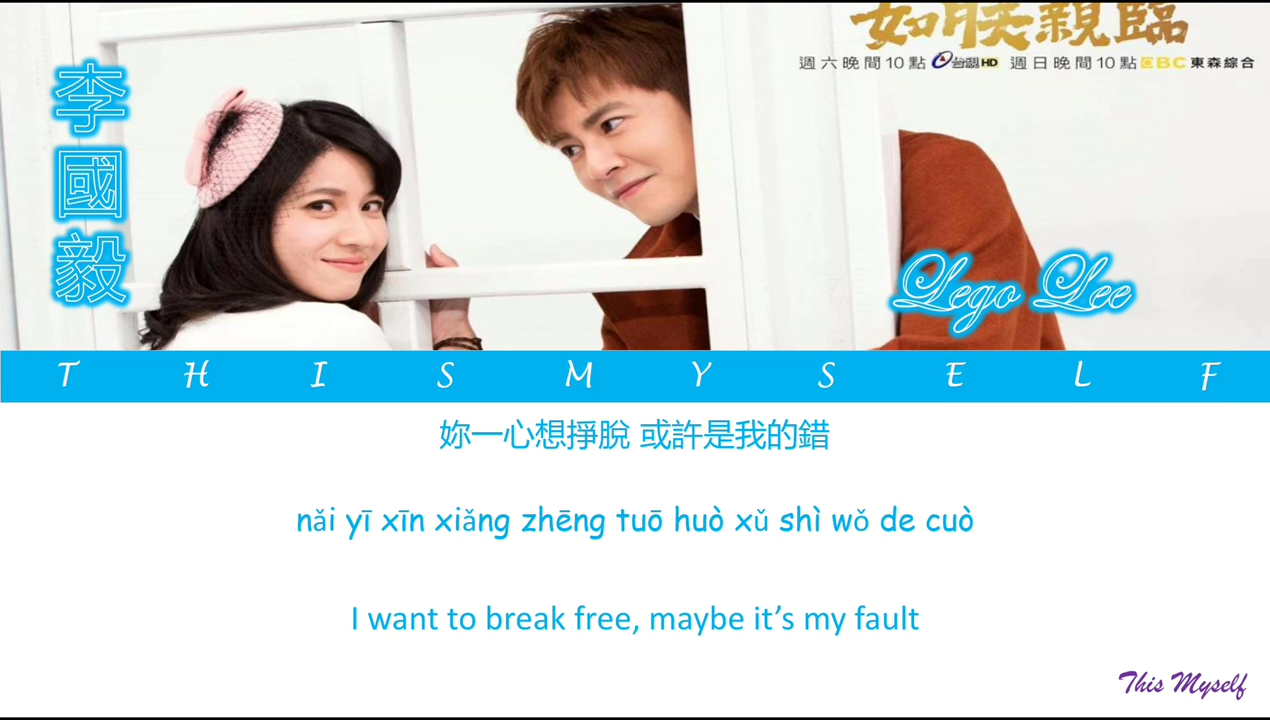 如朕親臨
週六晚間10點 台視HD 週日晚間10點 EBC 東森綜合
李國毅
Lego Lee
THISMYSELF
妳一心想掙脫 或許是我的錯
nǎi yī xīn xiǎng zhēng tuō huò xǔ shì wǒ de cuò
I want to break free, maybe it's my fault
This Myself